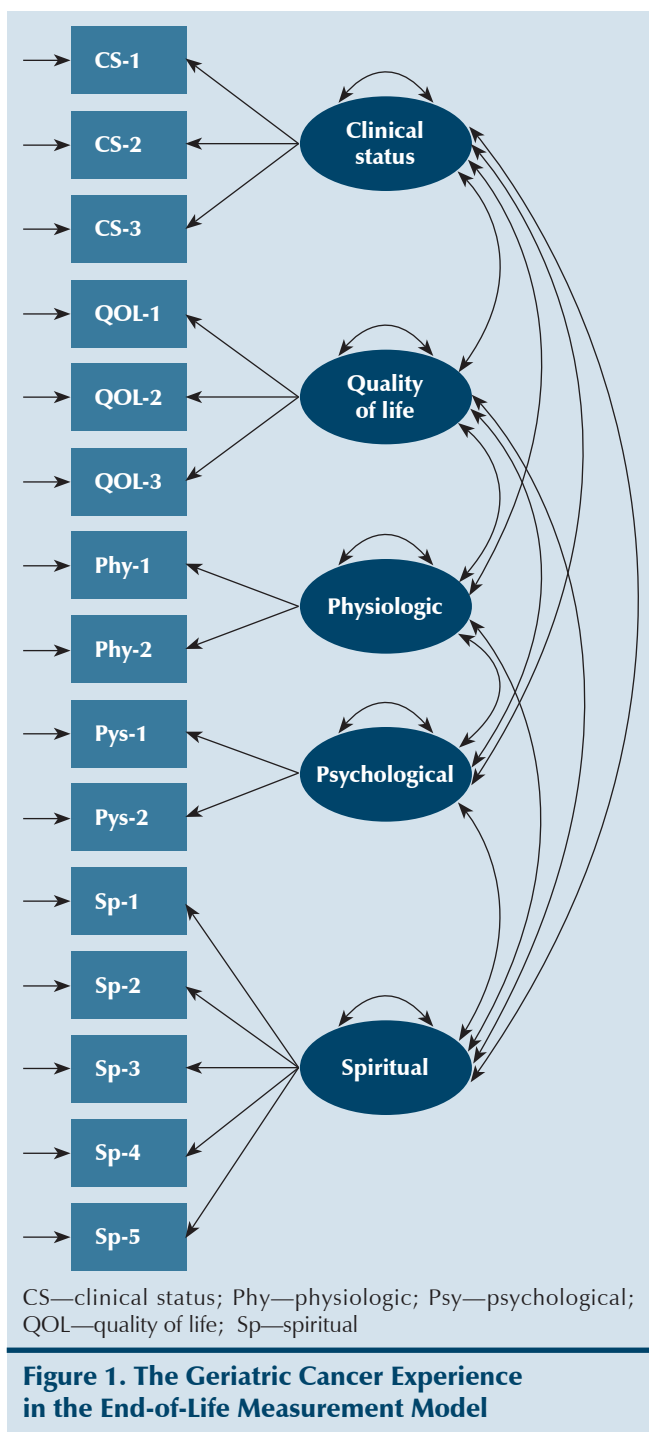 CS-1
CS-2
CS-3
QOL-1
QOL-2
QOL-3
Phy-1
Phy-2
Pys-1
Pys-2
Sp-1
Sp-2
Sp-3
Sp-4
Sp-5
Clinical
status
Quality
of life
Physiologic
Psychological
Spiritual
CS—clinical status; Phy—physiologic; Psy—psychological;
QOL—quality of life; Sp—spiritual
Figure 1. The Geriatric Cancer Experience
in the End-of-Life Measurement Model